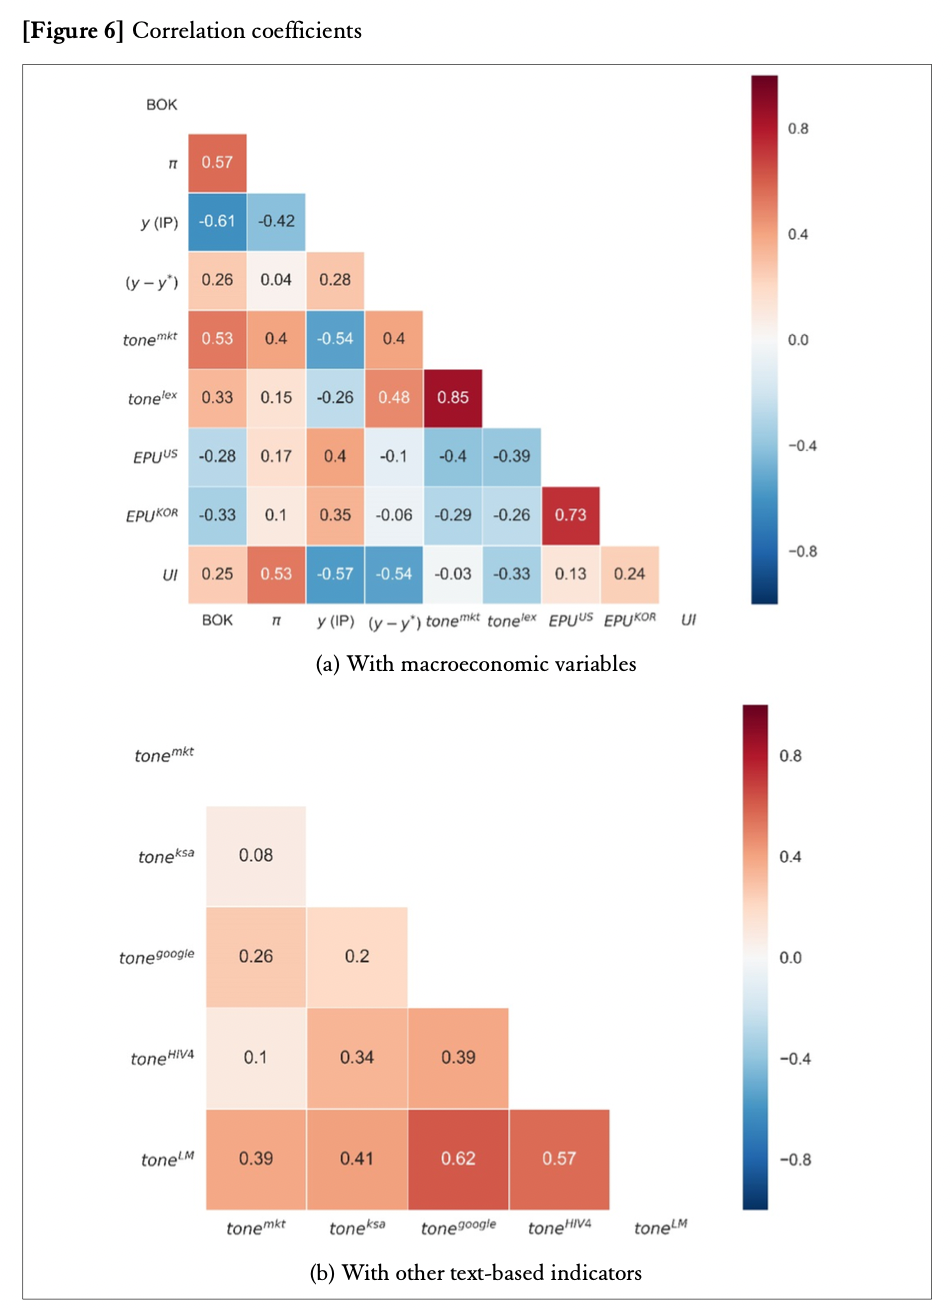 [Figure 6] Correlation coefficients
BOK
π 0.57
y (IP) -0.61 -0.42
(y − y*) 0.26 0.04 0.28
tone^mkt 0.53 0.4 -0.54 0.4
tone^lex 0.33 0.15 -0.26 0.48 0.85
EPU^US -0.28 0.17 0.4 -0.1 -0.4 -0.39
EPU^KOR -0.33 0.1 0.35 -0.06 -0.29 -0.26 0.73
UI 0.25 0.53 -0.57 -0.54 -0.03 -0.33 0.13 0.24
BOK π y (IP) (y − y*) tone^mkt tone^lex EPU^US EPU^KOR UI
0.8
0.4
0.0
−0.4
−0.8
(a) With macroeconomic variables
tone^mkt
tone^ksa 0.08
tone^google 0.26 0.2
tone^HIV4 0.1 0.34 0.39
tone^LM 0.39 0.41 0.62 0.57
tone^mkt tone^ksa tone^google tone^HIV4 tone^LM
0.8
0.4
0.0
−0.4
−0.8
(b) With other text-based indicators